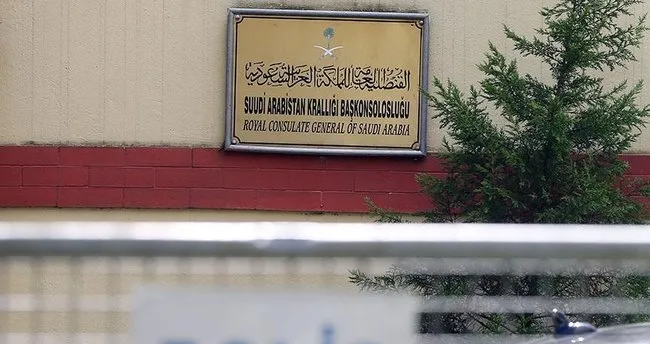 القنصلية العامة للمملكة العربية السعودية
SUUDİ ARABİSTAN KRALLIĞI BAŞKONSOLOSLUĞU
ROYAL CONSULATE GENERAL OF SAUDI ARABIA